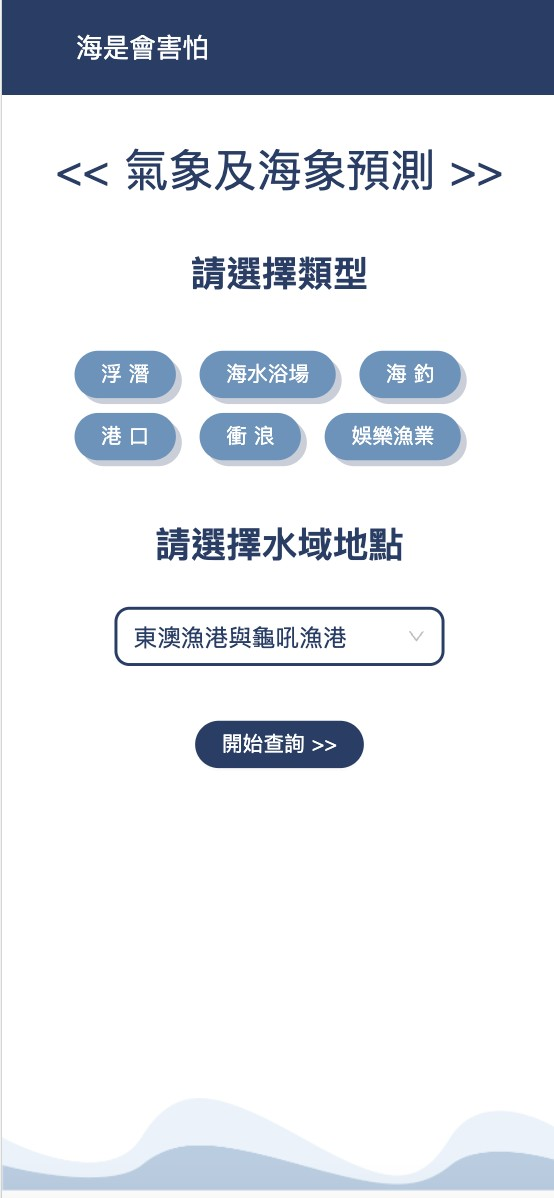 海是會害怕
<< 氣象及海象預測 >>
請選擇類型
浮 潛 海水浴場 海 釣
港 口 衝 浪 娛樂漁業
請選擇水域地點
東澳漁港與龜吼漁港
開始查詢 >>